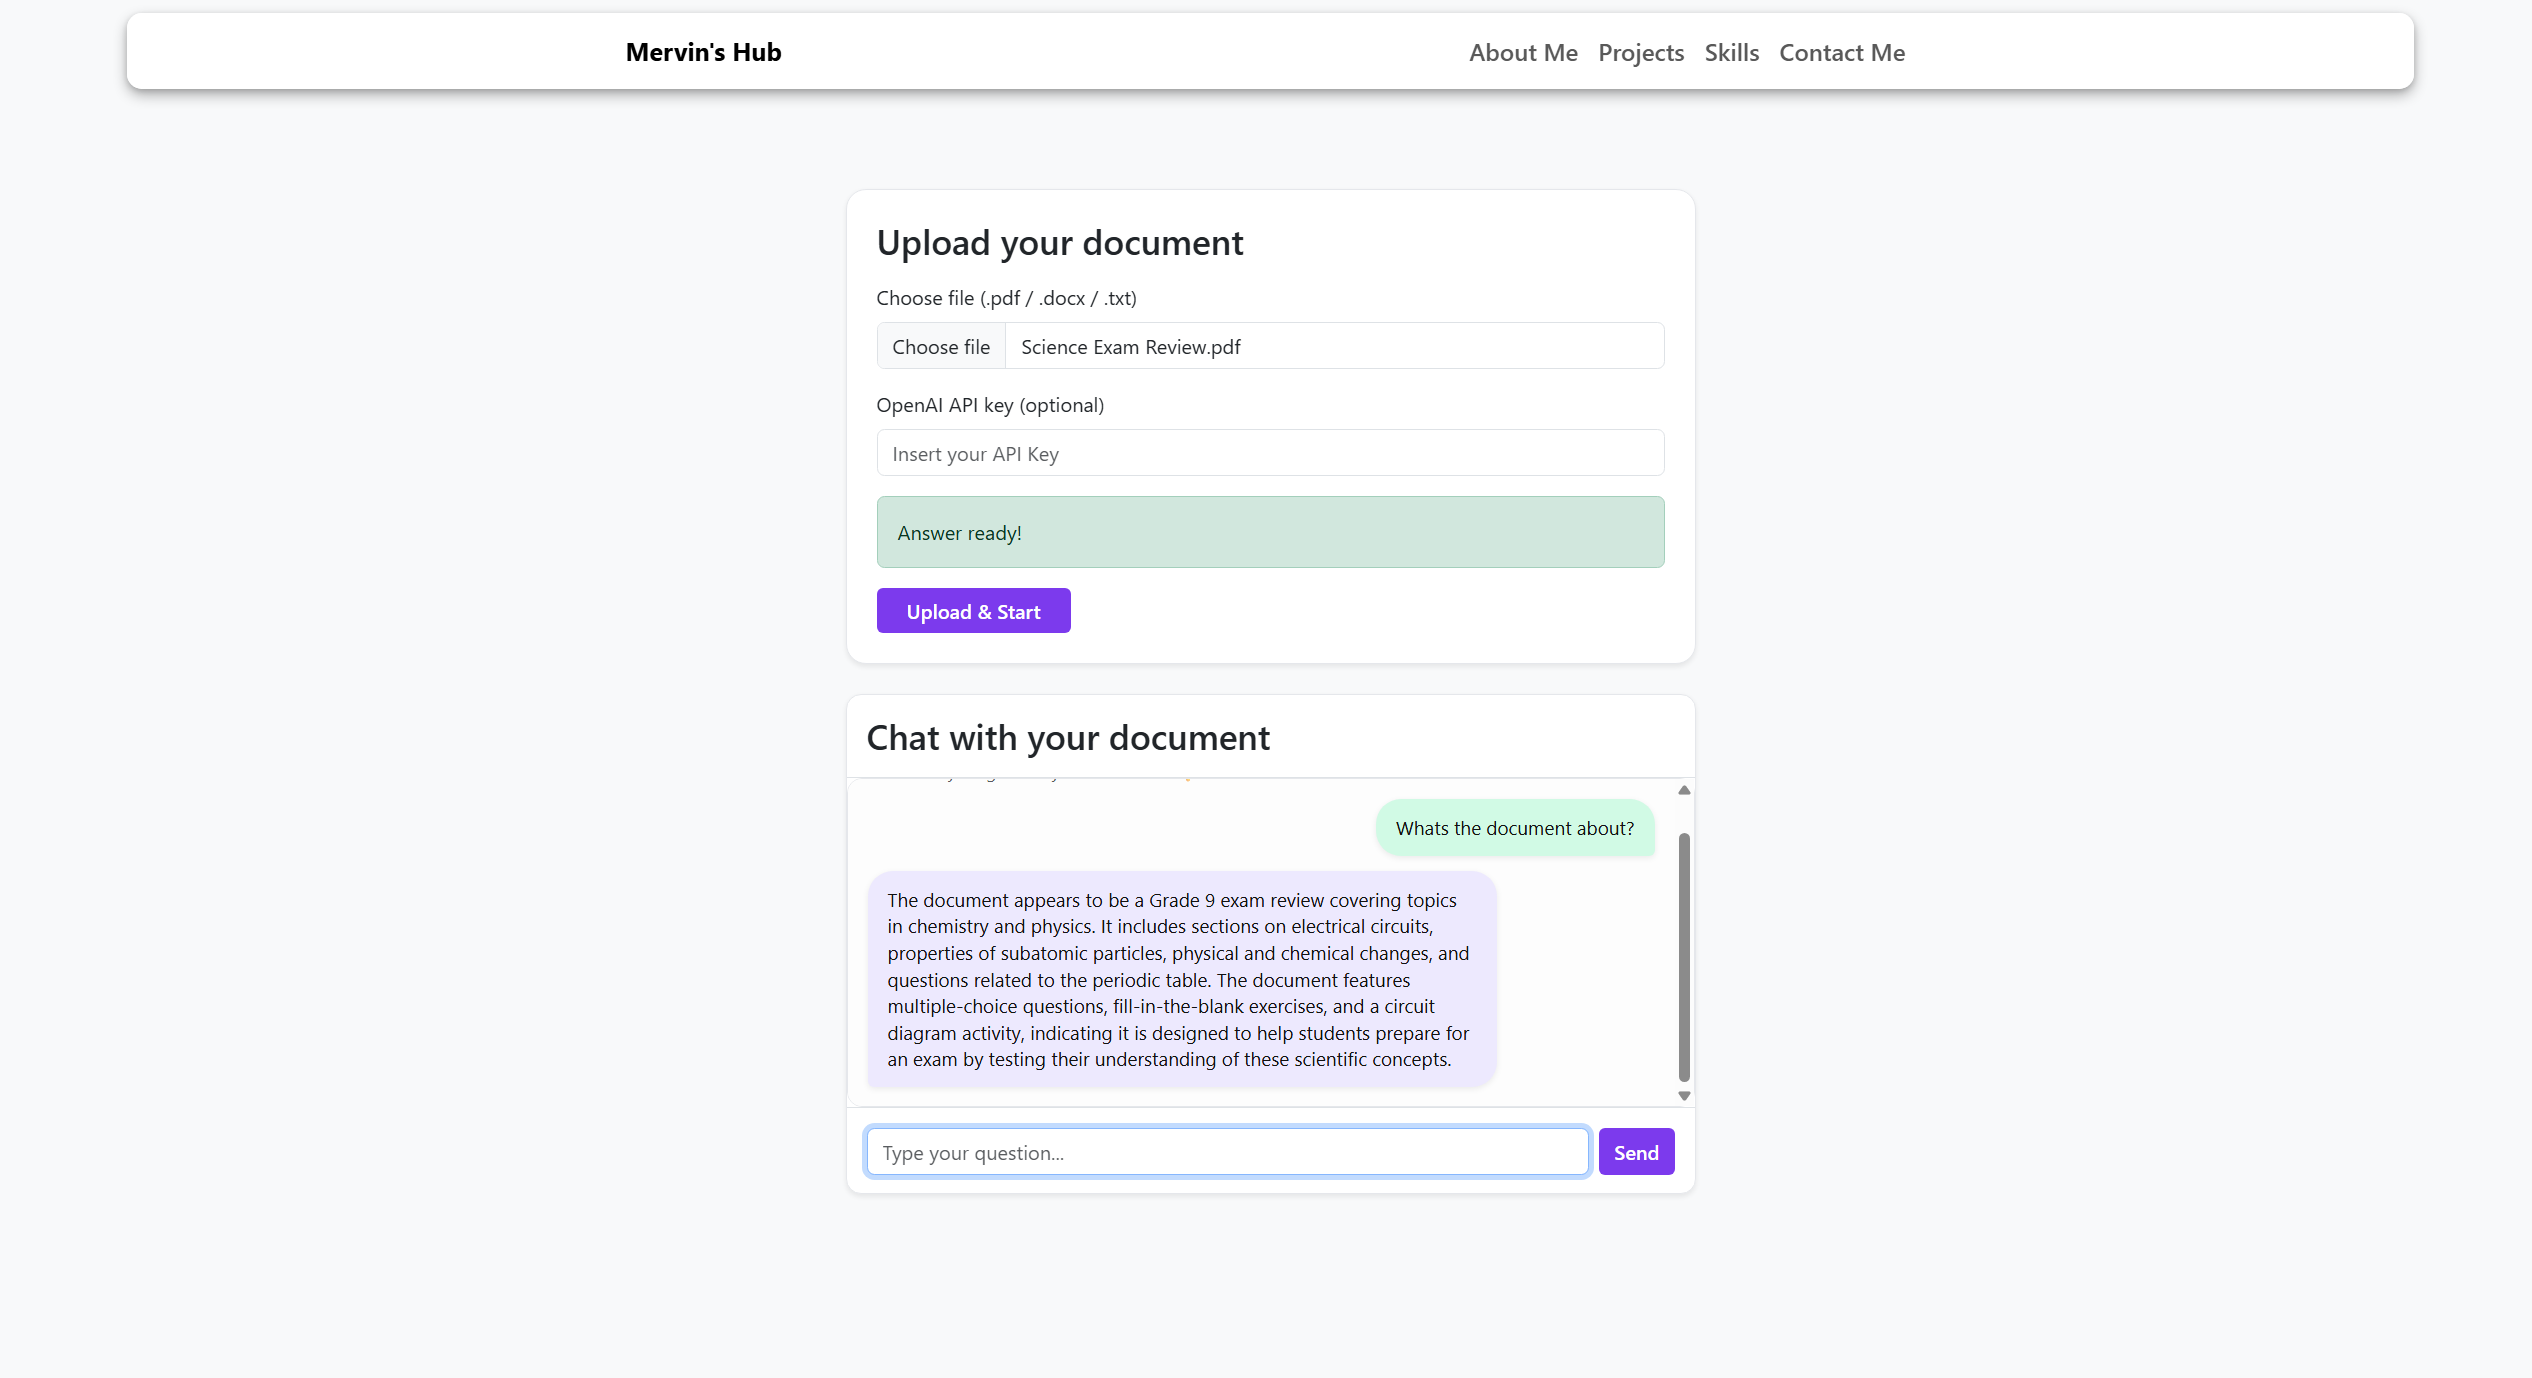 Mervin's Hub
About Me Projects Skills Contact Me
Upload your document
Choose file (.pdf / .docx / .txt)
Choose file Science Exam Review.pdf
OpenAI API key (optional)
Insert your API Key
Answer ready!
Upload & Start
Chat with your document
Whats the document about?
The document appears to be a Grade 9 exam review covering topics
in chemistry and physics. It includes sections on electrical circuits,
properties of subatomic particles, physical and chemical changes, and
questions related to the periodic table. The document features
multiple-choice questions, fill-in-the-blank exercises, and a circuit
diagram activity, indicating it is designed to help students prepare for
an exam by testing their understanding of these scientific concepts.
Type your question...
Send